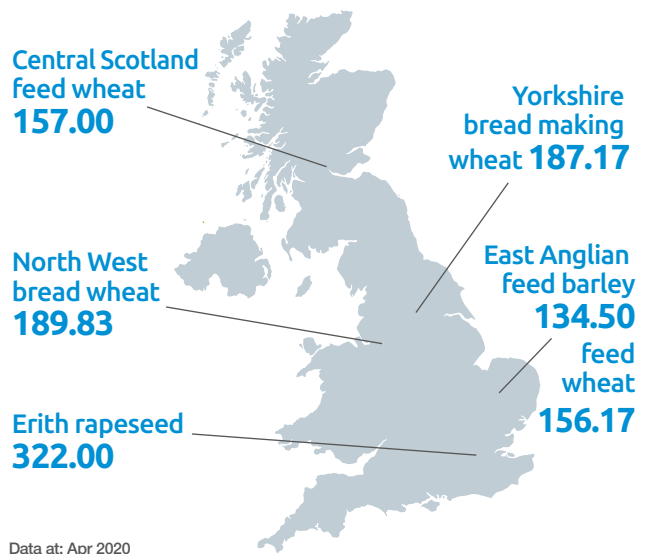 Central Scotland
feed wheat
157.00
Yorkshire
bread making
wheat 187.17
North West
bread wheat
189.83
East Anglian
feed barley
134.50
feed
wheat
156.17
Erith rapeseed
322.00
Data at: Apr 2020